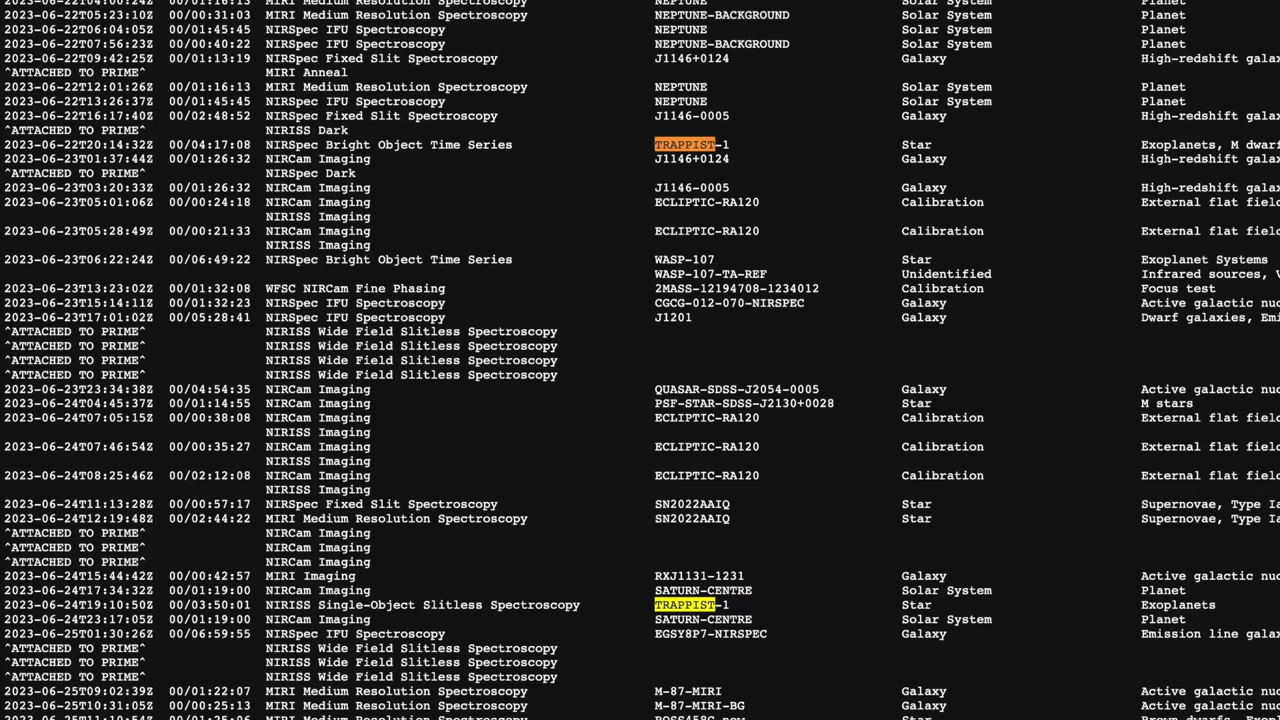 2023-06-22T04:00:24Z 00/01:16:13 MIRI Medium Resolution Spectroscopy NEPTUNE Solar System Planet
2023-06-22T05:23:10Z 00/00:31:03 MIRI Medium Resolution Spectroscopy NEPTUNE-BACKGROUND Solar System Planet
2023-06-22T06:04:05Z 00/01:45:45 NIRSpec IFU Spectroscopy NEPTUNE Solar System Planet
2023-06-22T07:56:23Z 00/00:40:22 NIRSpec IFU Spectroscopy NEPTUNE-BACKGROUND Solar System Planet
2023-06-22T09:42:25Z 00/01:13:19 NIRSpec Fixed Slit Spectroscopy J1146+0124 Galaxy High-redshift galax
^ATTACHED TO PRIME^ MIRI Anneal
2023-06-22T12:01:26Z 00/01:16:13 MIRI Medium Resolution Spectroscopy NEPTUNE Solar System Planet
2023-06-22T13:26:37Z 00/01:45:45 NIRSpec IFU Spectroscopy NEPTUNE Solar System Planet
2023-06-22T16:17:40Z 00/02:48:52 NIRSpec Fixed Slit Spectroscopy J1146-0005 Galaxy High-redshift galax
^ATTACHED TO PRIME^ NIRISS Dark
2023-06-22T20:14:32Z 00/04:17:08 NIRSpec Bright Object Time Series TRAPPIST-1 Star Exoplanets, M dwarf
2023-06-23T01:37:44Z 00/01:26:32 NIRCam Imaging J1146+0124 Galaxy High-redshift galax
^ATTACHED TO PRIME^ NIRSpec Dark
2023-06-23T03:20:33Z 00/01:26:32 NIRCam Imaging J1146-0005 Galaxy High-redshift galax
2023-06-23T05:01:06Z 00/00:24:18 NIRCam Imaging ECLIPTIC-RA120 Calibration External flat field
NIRISS Imaging
2023-06-23T05:28:49Z 00/00:21:33 NIRCam Imaging ECLIPTIC-RA120 Calibration External flat field
NIRISS Imaging
2023-06-23T06:22:24Z 00/06:49:22 NIRSpec Bright Object Time Series WASP-107 Star Exoplanet Systems
WASP-107-TA-REF Unidentified Infrared sources, V
2023-06-23T13:23:02Z 00/01:32:08 WFSC NIRCam Fine Phasing 2MASS-12194708-1234012 Calibration Focus test
2023-06-23T15:14:11Z 00/01:32:23 NIRSpec IFU Spectroscopy CGCG-012-070-NIRSPEC Galaxy Active galactic nuc
2023-06-23T17:01:02Z 00/05:28:41 NIRSpec IFU Spectroscopy J1201 Galaxy Dwarf galaxies, Emi
^ATTACHED TO PRIME^ NIRISS Wide Field Slitless Spectroscopy
^ATTACHED TO PRIME^ NIRISS Wide Field Slitless Spectroscopy
^ATTACHED TO PRIME^ NIRISS Wide Field Slitless Spectroscopy
^ATTACHED TO PRIME^ NIRISS Wide Field Slitless Spectroscopy
2023-06-23T23:34:38Z 00/04:54:35 NIRCam Imaging QUASAR-SDSS-J2054-0005 Galaxy Active galactic nuc
2023-06-24T04:45:37Z 00/01:14:55 NIRCam Imaging PSF-STAR-SDSS-J2130+0028 Star M stars
2023-06-24T07:05:15Z 00/00:38:08 NIRCam Imaging ECLIPTIC-RA120 Calibration External flat field
NIRISS Imaging
2023-06-24T07:46:54Z 00/00:35:27 NIRCam Imaging ECLIPTIC-RA120 Calibration External flat field
NIRISS Imaging
2023-06-24T08:25:46Z 00/02:12:08 NIRCam Imaging ECLIPTIC-RA120 Calibration External flat field
NIRISS Imaging
2023-06-24T11:13:28Z 00/00:57:17 NIRSpec Fixed Slit Spectroscopy SN2022AAIQ Star Supernovae, Type Ia
2023-06-24T12:19:48Z 00/02:44:22 MIRI Medium Resolution Spectroscopy SN2022AAIQ Star Supernovae, Type Ia
^ATTACHED TO PRIME^ NIRCam Imaging
^ATTACHED TO PRIME^ NIRCam Imaging
^ATTACHED TO PRIME^ NIRCam Imaging
2023-06-24T15:44:42Z 00/00:42:57 MIRI Imaging RXJ1131-1231 Galaxy Active galactic nuc
2023-06-24T17:34:32Z 00/01:19:00 NIRCam Imaging SATURN-CENTRE Solar System Planet
2023-06-24T19:10:50Z 00/03:50:01 NIRISS Single-Object Slitless Spectroscopy TRAPPIST-1 Star Exoplanets
2023-06-24T23:17:05Z 00/01:19:00 NIRCam Imaging SATURN-CENTRE Solar System Planet
2023-06-25T01:30:26Z 00/06:59:55 NIRSpec IFU Spectroscopy EGSY8P7-NIRSPEC Galaxy Emission line galax
^ATTACHED TO PRIME^ NIRISS Wide Field Slitless Spectroscopy
^ATTACHED TO PRIME^ NIRISS Wide Field Slitless Spectroscopy
^ATTACHED TO PRIME^ NIRISS Wide Field Slitless Spectroscopy
2023-06-25T09:02:39Z 00/01:22:07 MIRI Medium Resolution Spectroscopy M-87-MIRI Galaxy Active galactic nuc
2023-06-25T10:31:05Z 00/00:25:13 MIRI Medium Resolution Spectroscopy M-87-MIRI-BG Galaxy Active galactic nuc
MIRI Medium Resolution Spectroscopy Star